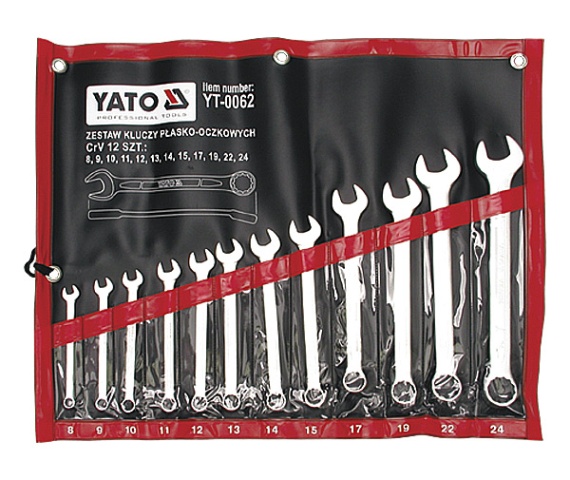 YATO
PROFESSIONAL TOOLS
Item number:
YT-0062
ZESTAW KLUCZY PŁASKO-OCZKOWYCH
CrV 12 SZT.:
8, 9, 10, 11, 12, 13, 14, 15, 17, 19, 22, 24
YATO
8 9 10 11 12 13 14 15 17 19 22 24